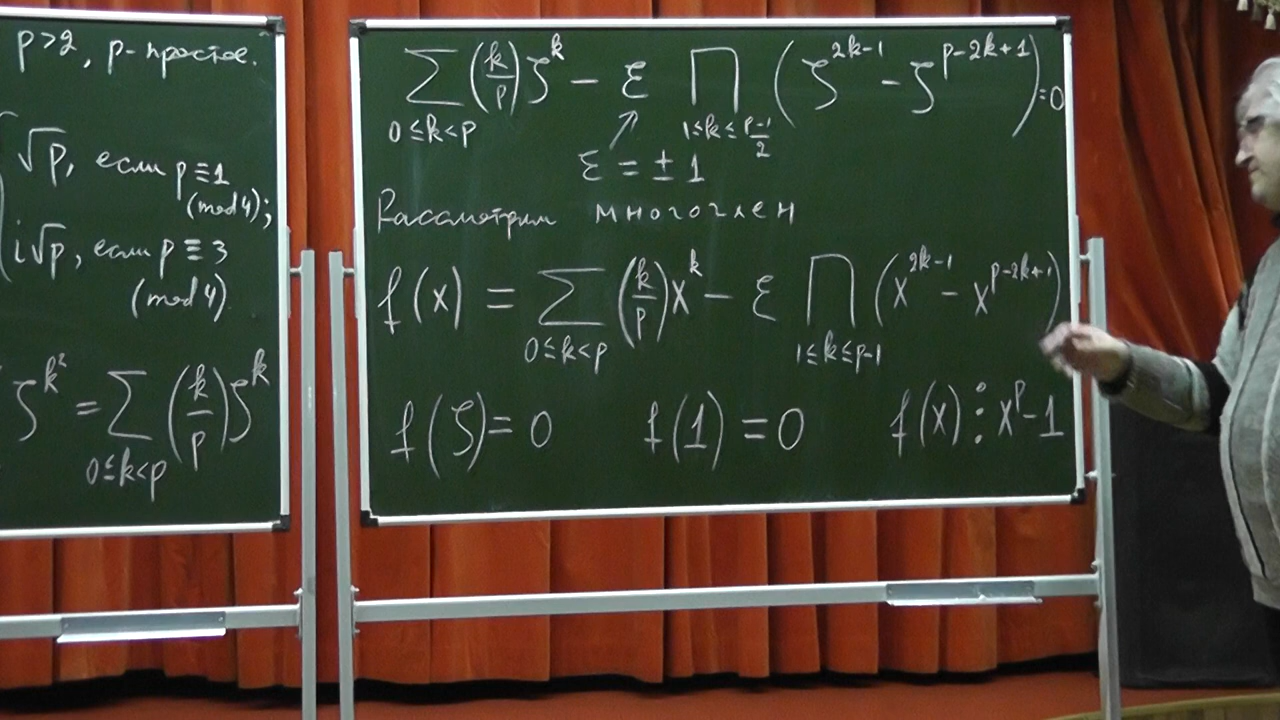 p>2, p-простое.
√p, если p≡1
(mod 4);
i√p, если p≡3
(mod 4)
ζ^{k^2} = ∑_{0≤k<p} (k/p) ζ^k
∑_{0≤k<p} (k/p) ζ^k − ε ∏_{1≤k≤(p-1)/2} (ζ^{2k-1} − ζ^{p-2k+1}) = 0
ε = ± 1
Рассмотрим многочлен
f(x) = ∑_{0≤k<p} (k/p) x^k − ε ∏_{1≤k≤p-1} (x^{2k-1} − x^{p-2k+1})
f(ζ) = 0 f(1) = 0 f(x) ⋮ x^p − 1